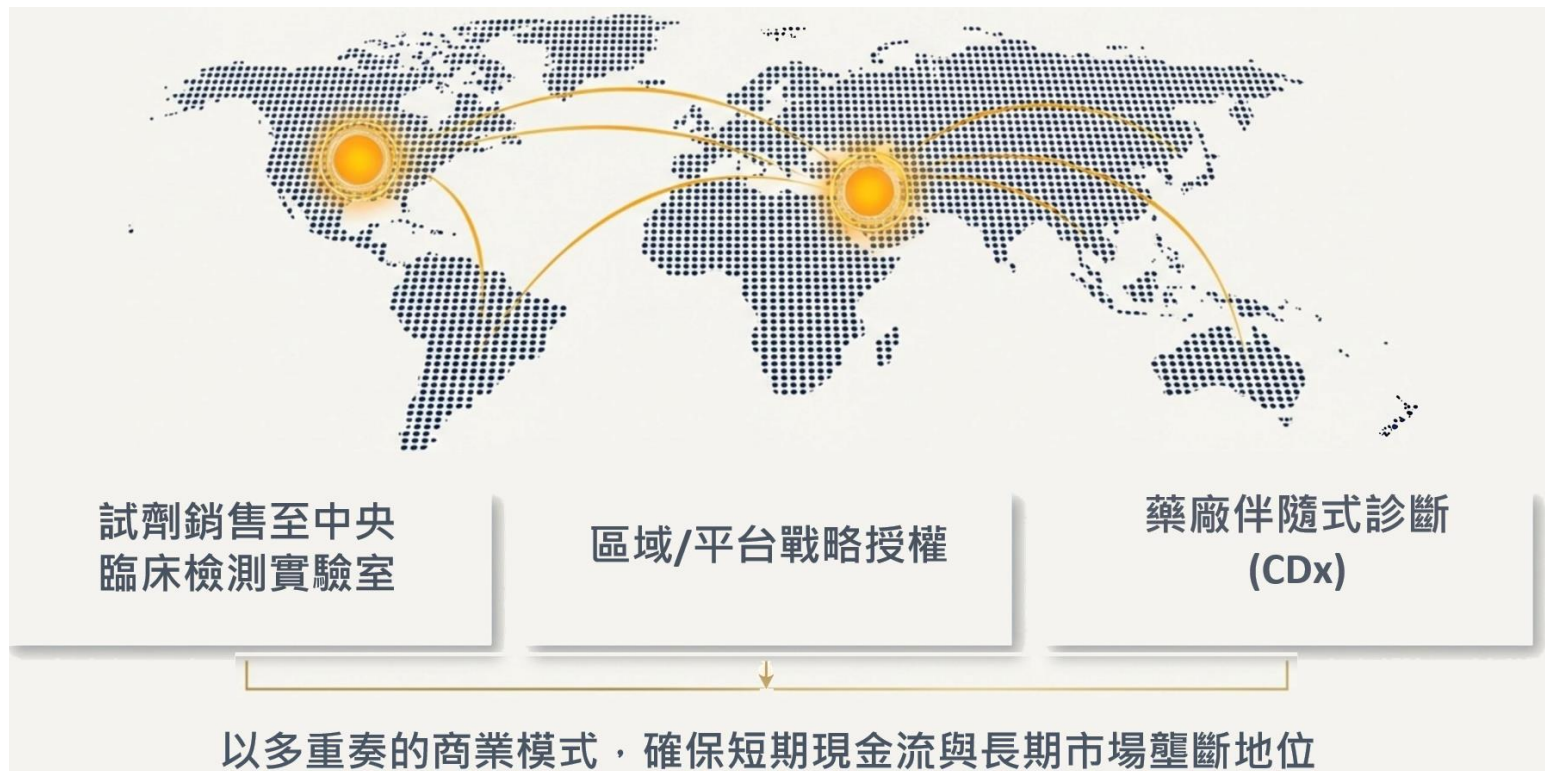 試劑銷售至中央
臨床檢測實驗室
區域/平台戰略授權
藥廠伴隨式診斷
(CDx)
以多重奏的商業模式，確保短期現金流與長期市場壟斷地位